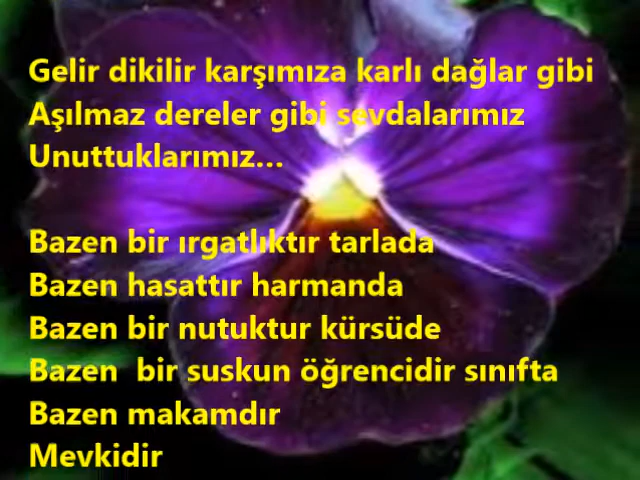 Gelir dikilir karşımıza karlı dağlar gibi
Aşılmaz dereler gibi sevdalarımız
Unuttuklarımız...

Bazen bir ırgatlıktır tarlada
Bazen hasattır harmanda
Bazen bir nutuktur kürsüde
Bazen  bir suskun öğrencidir sınıfta
Bazen makamdır
Mevkidir